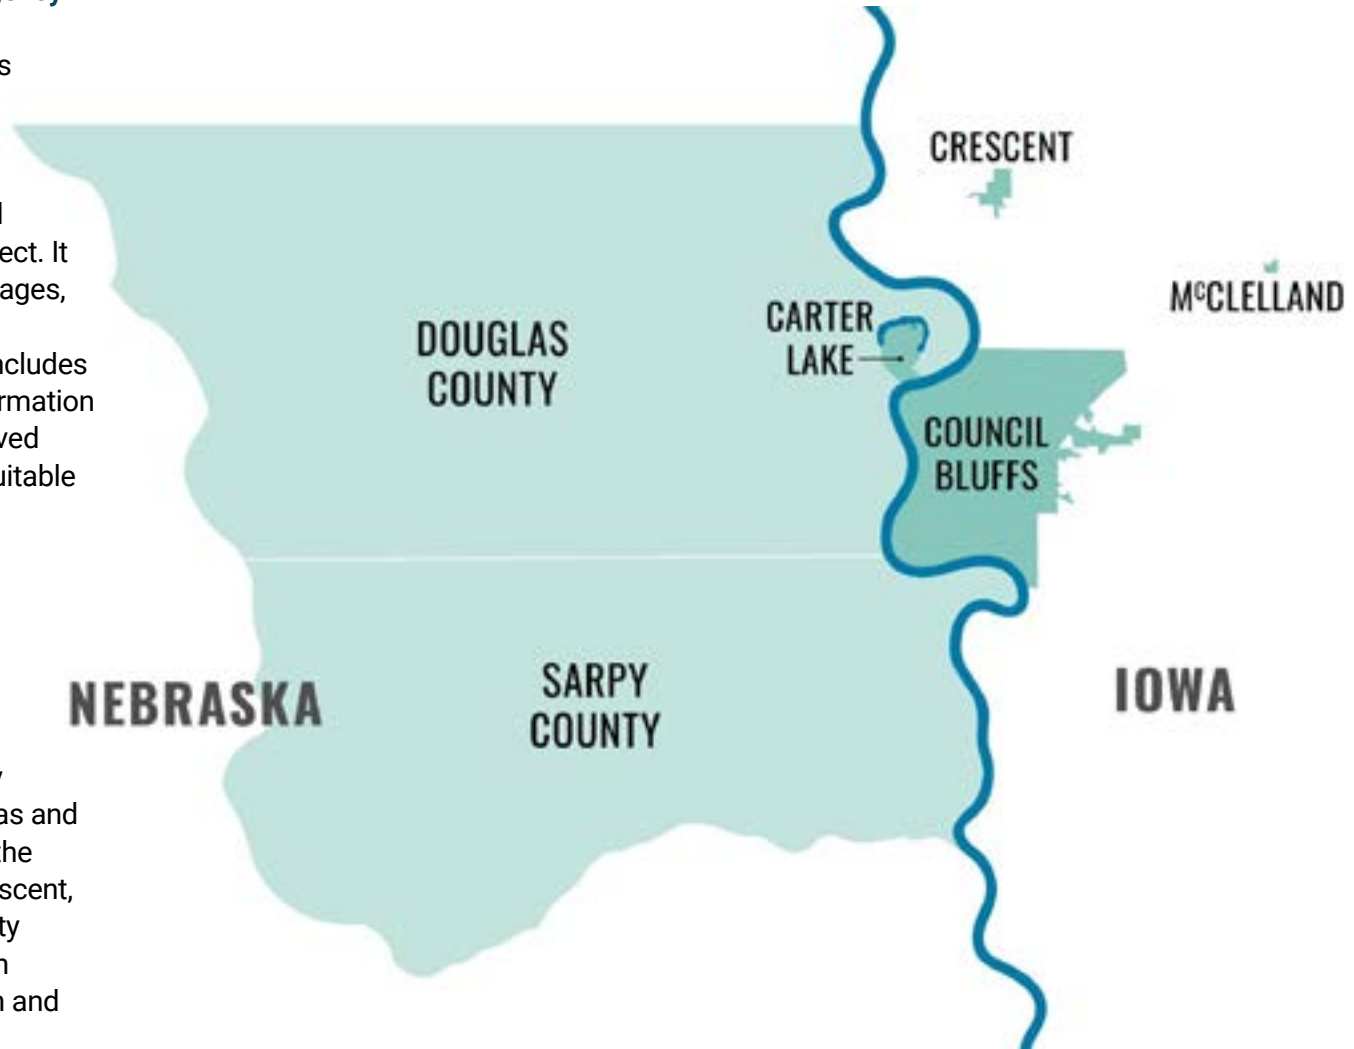 s
ect. It
ages,
ncludes
rmation
ved
uitable
as and
the
scent,
ty
n
n and
CRESCENT
McCLELLAND
CARTER
LAKE
DOUGLAS
COUNTY
COUNCIL
BLUFFS
SARPY
COUNTY
NEBRASKA
IOWA